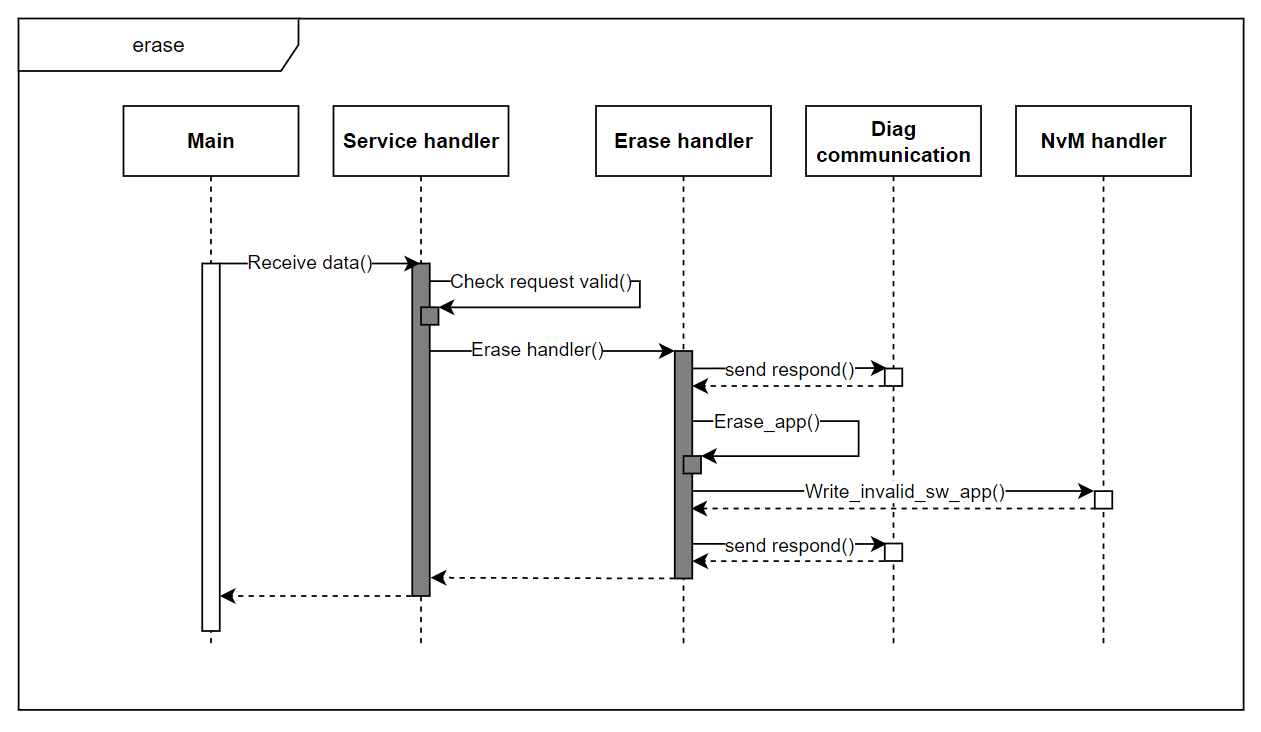 erase
Main
Service handler
Erase handler
Diag
communication
NvM handler
Receive data()
Check request valid()
Erase handler()
send respond()
Erase_app()
Write_invalid_sw_app()
send respond()